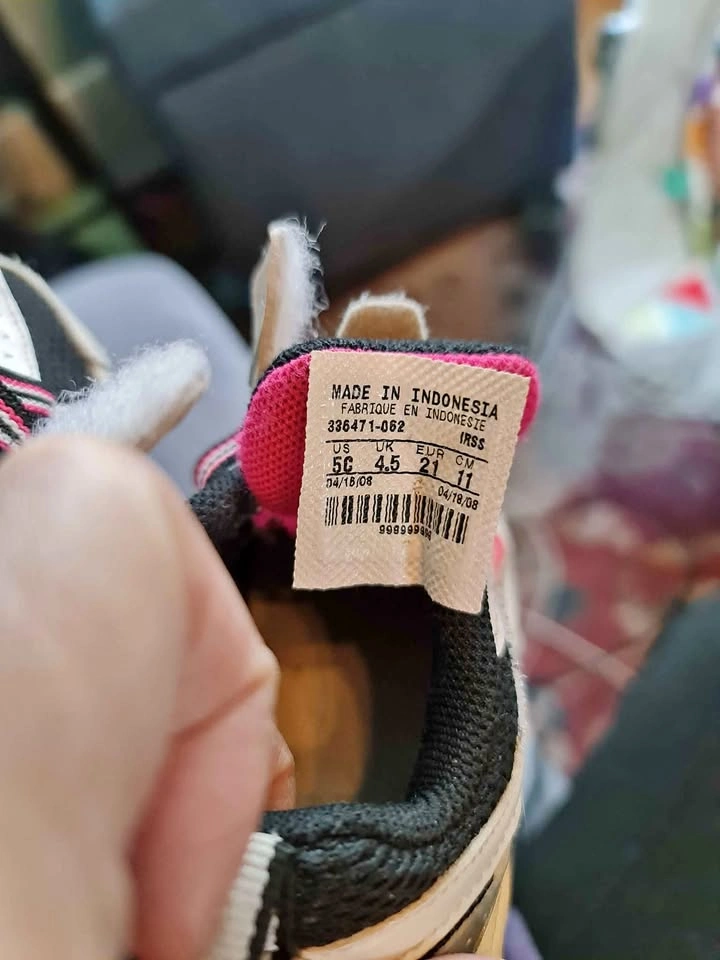 MADE IN INDONESIA
FABRIQUE EN INDONESIE
336471-062 IRSS
US UK EUR CM
5C 4.5 21 11
04/18/08 04/18/08